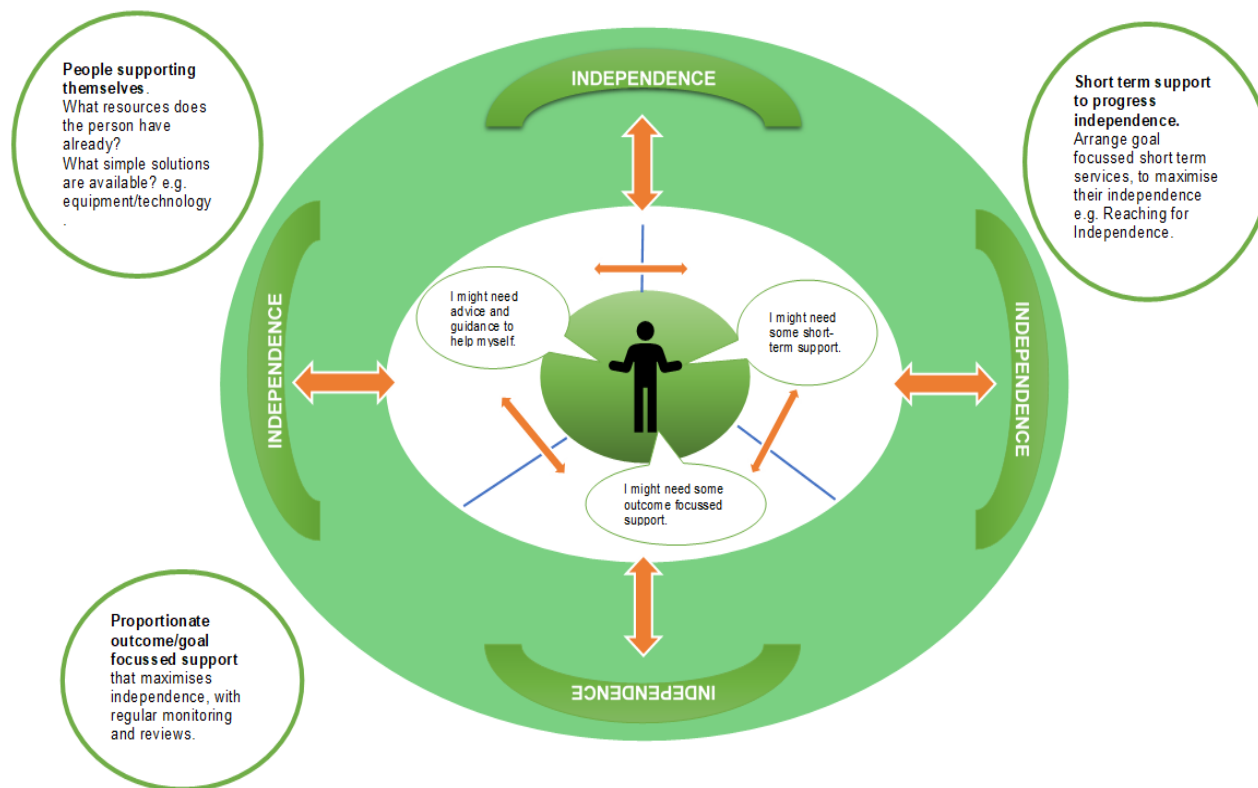 People supporting
themselves.
What resources does
the person have
already?
What simple solutions
are available? e.g.
equipment/technology
.
INDEPENDENCE
Short term support
to progress
independence.
Arrange goal
focussed short term
services, to maximise
their independence
e.g. Reaching for
Independence.
INDEPENDENCE
I might need
advice and
guidance to
help myself.
I might need
some short-
term support.
INDEPENDENCE
I might need some
outcome focussed
support.
Proportionate
outcome/goal
focussed support
that maximises
independence, with
regular monitoring
and reviews.
INDEPENDENCE